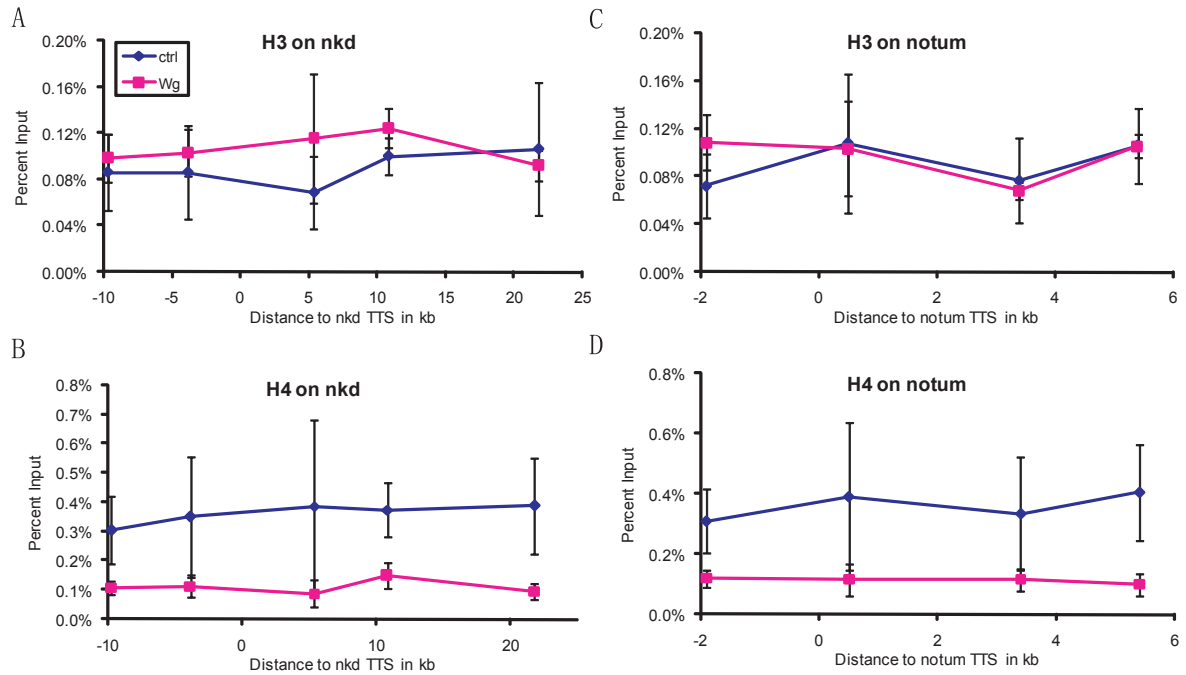 A
H3 on nkd
ctrl
Wg
Percent Input
0.20%
0.16%
0.12%
0.08%
0.04%
0.00%
-10 -5 0 5 10 15 20 25
Distance to nkd TTS in kb
C
H3 on notum
Percent Input
0.20%
0.16%
0.12%
0.08%
0.04%
0.00%
-2 0 2 4 6
Distance to notum TTS in kb
B
H4 on nkd
Percent Input
0.8%
0.7%
0.6%
0.5%
0.4%
0.3%
0.2%
0.1%
0.0%
-10 0 10 20
Distance to nkd TTS in kb
D
H4 on notum
Percent Input
0.8%
0.6%
0.4%
0.2%
0.0%
-2 0 2 4 6
Distance to notum TTS in kb